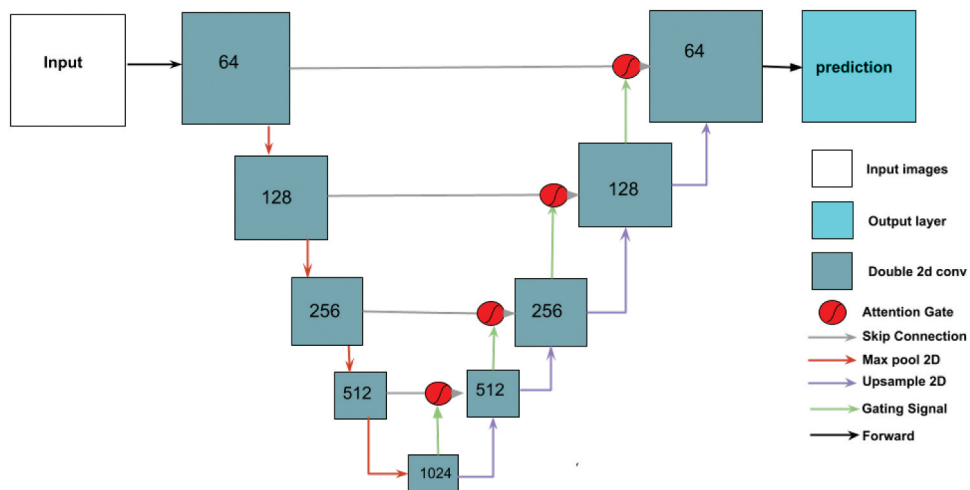 Input
64
64
prediction
128
128
256
256
512
512
1024
Input images
Output layer
Double 2d conv
Attention Gate
Skip Connection
Max pool 2D
Upsample 2D
Gating Signal
Forward